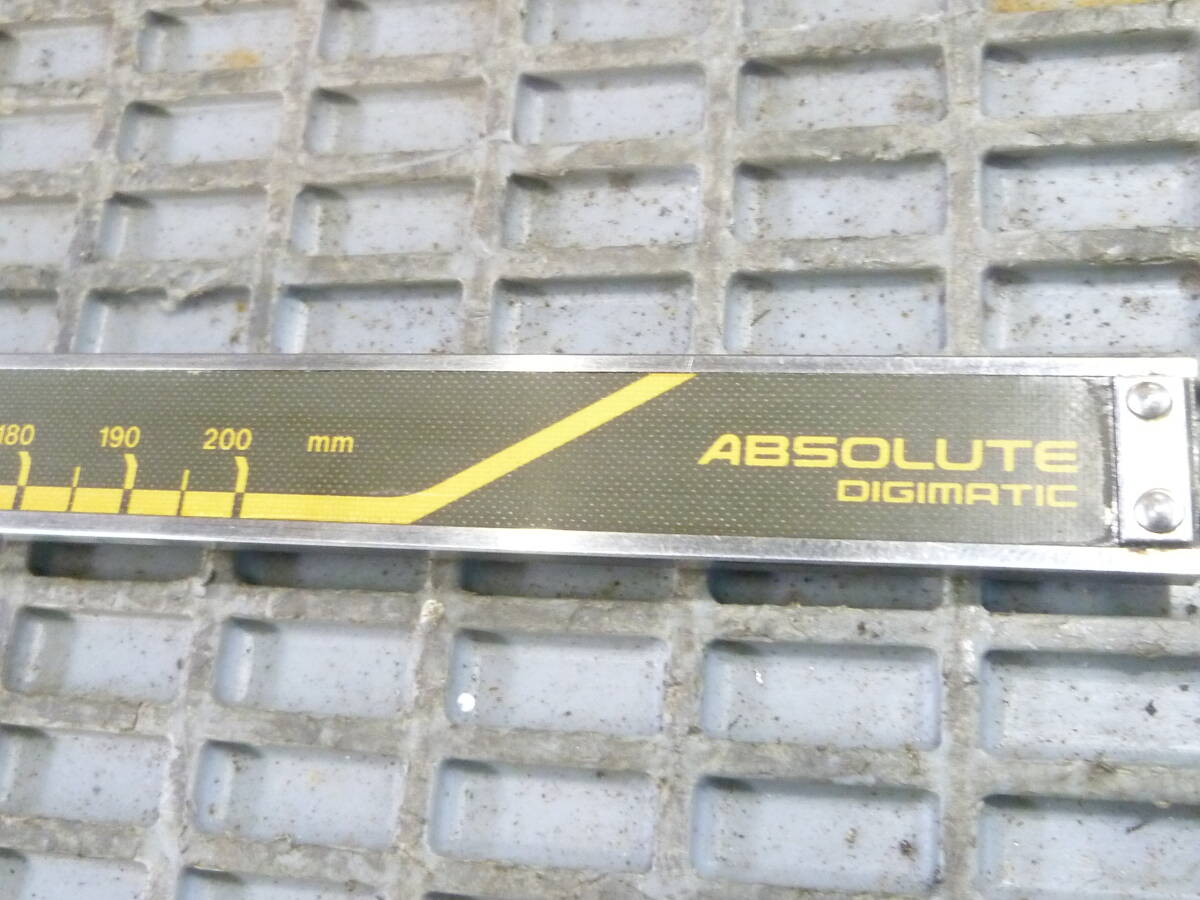 180 190 200 mm
ABSOLUTE
DIGIMATIC